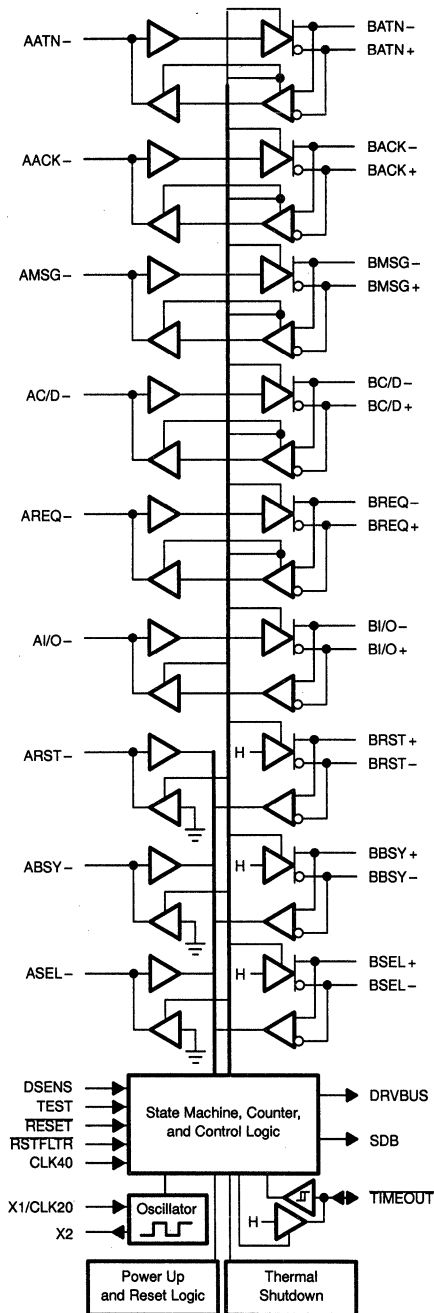 AATN−
BATN−
BATN+
AACK−
BACK−
BACK+
AMSG−
BMSG−
BMSG+
AC/D−
BC/D−
BC/D+
AREQ−
BREQ−
BREQ+
AI/O−
BI/O−
BI/O+
ARST−
H
BRST+
BRST−
ABSY−
H
BBSY+
BBSY−
ASEL−
H
BSEL+
BSEL−
DSENS
TEST
RESET
RSTFLTR
CLK40
State Machine, Counter,
and Control Logic
DRVBUS
SDB
X1/CLK20
X2
Oscillator
H
TIMEOUT
Power Up
and Reset Logic
Thermal
Shutdown